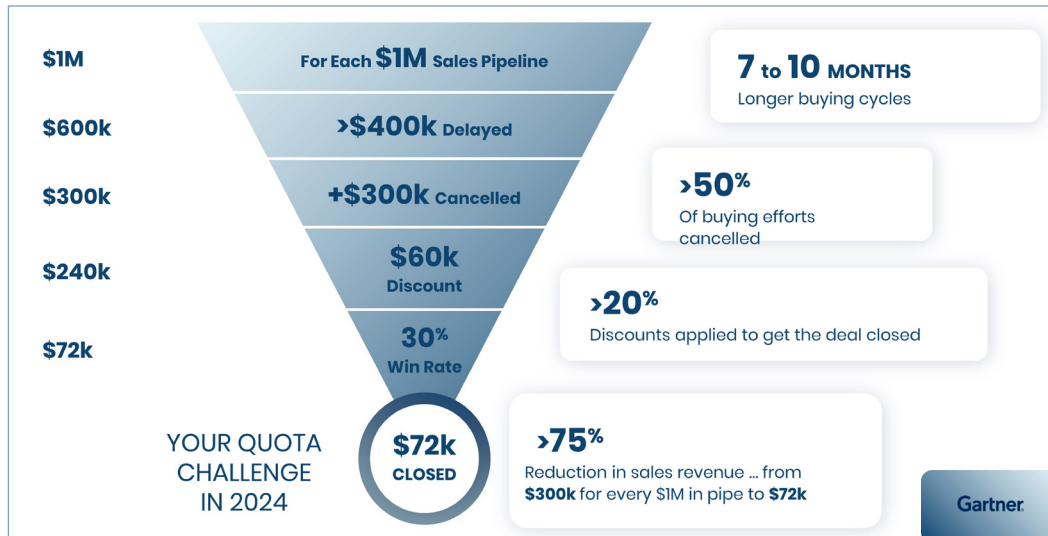 $1M
For Each $1M Sales Pipeline
7 to 10 MONTHS
Longer buying cycles
$600k
>$400k Delayed
$300k
+$300k Cancelled
>50%
Of buying efforts
cancelled
$240k
$60k
Discount
>20%
Discounts applied to get the deal closed
$72k
30%
Win Rate
YOUR QUOTA
CHALLENGE
IN 2024
$72k
CLOSED
>75%
Reduction in sales revenue ... from
$300k for every $1M in pipe to $72k
Gartner.